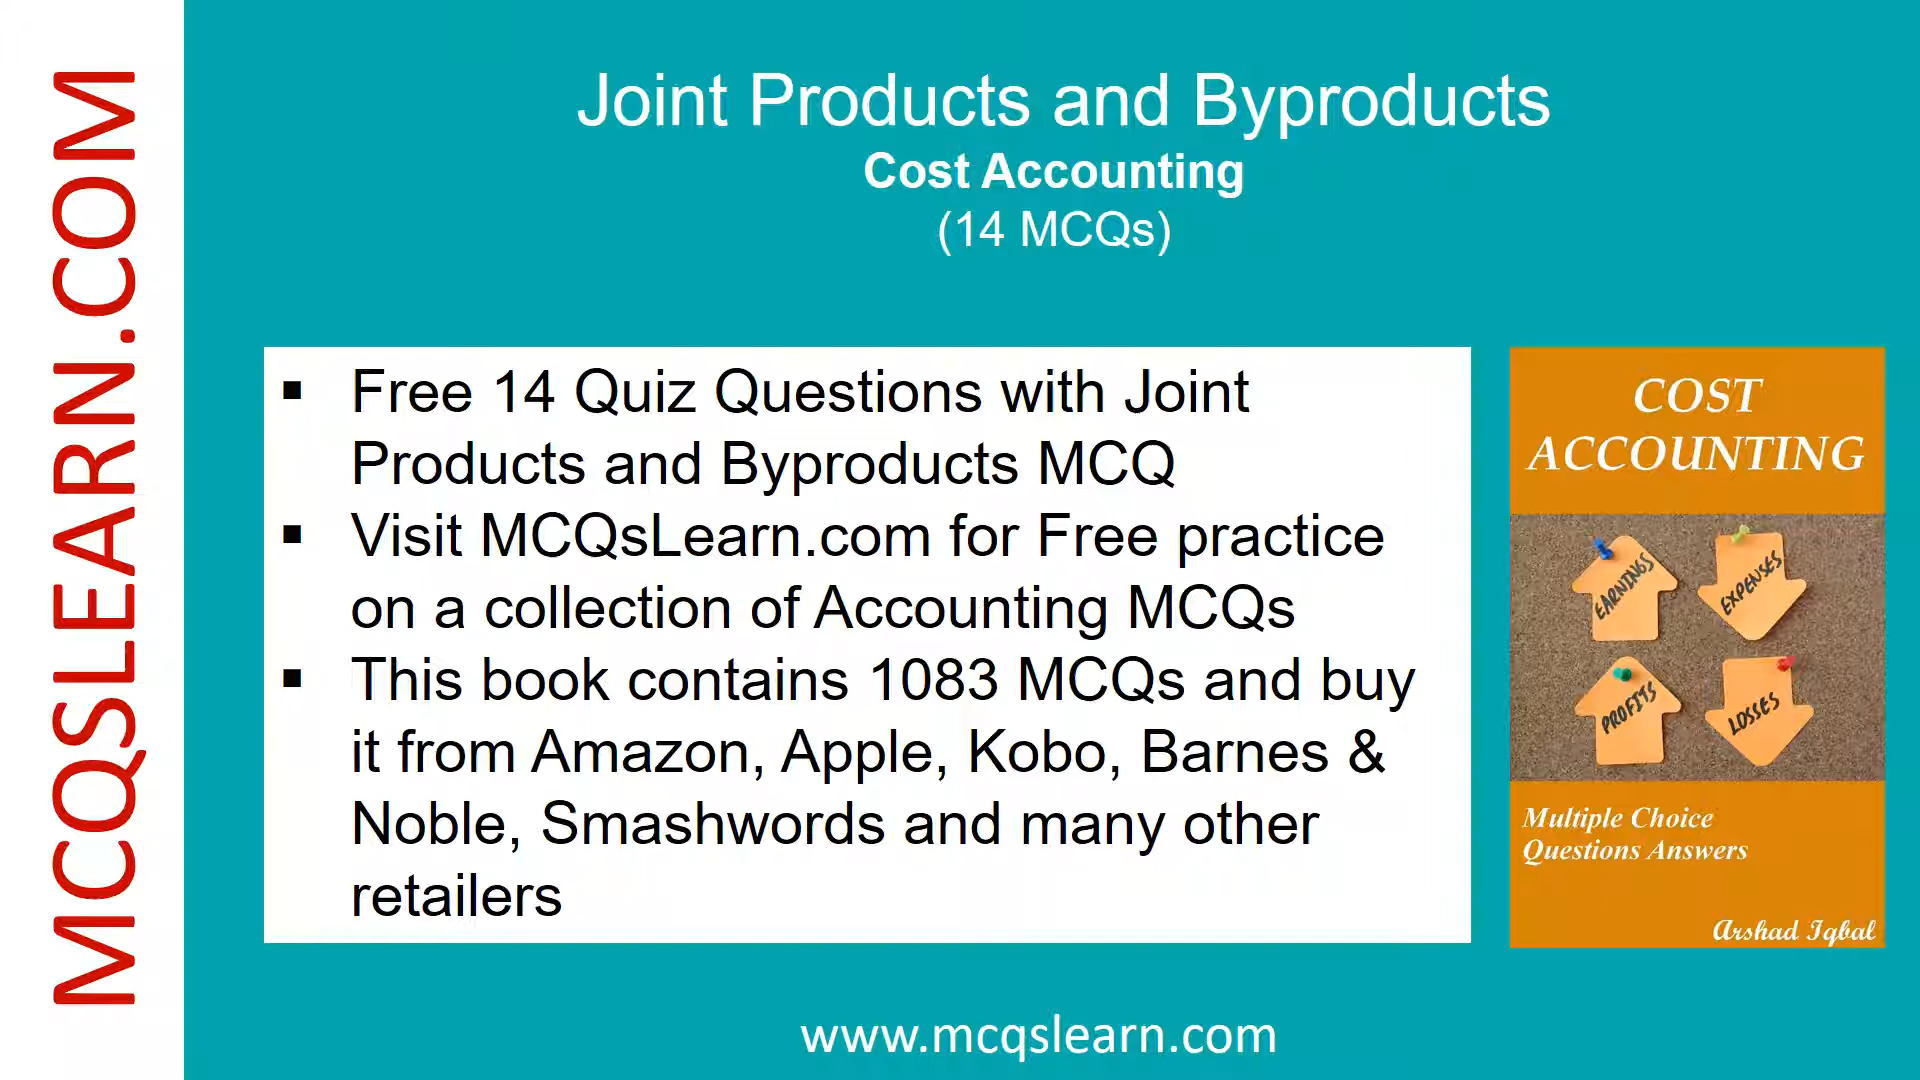 MCQSLEARN.COM
Joint Products and Byproducts
Cost Accounting
(14 MCQs)
▪ Free 14 Quiz Questions with Joint
Products and Byproducts MCQ
▪ Visit MCQsLearn.com for Free practice
on a collection of Accounting MCQs
▪ This book contains 1083 MCQs and buy
it from Amazon, Apple, Kobo, Barnes &
Noble, Smashwords and many other
retailers
COST
ACCOUNTING
EARNINGS
EXPENSES
PROFITS
LOSSES
Multiple Choice
Questions Answers
Arshad Iqbal
www.mcqslearn.com